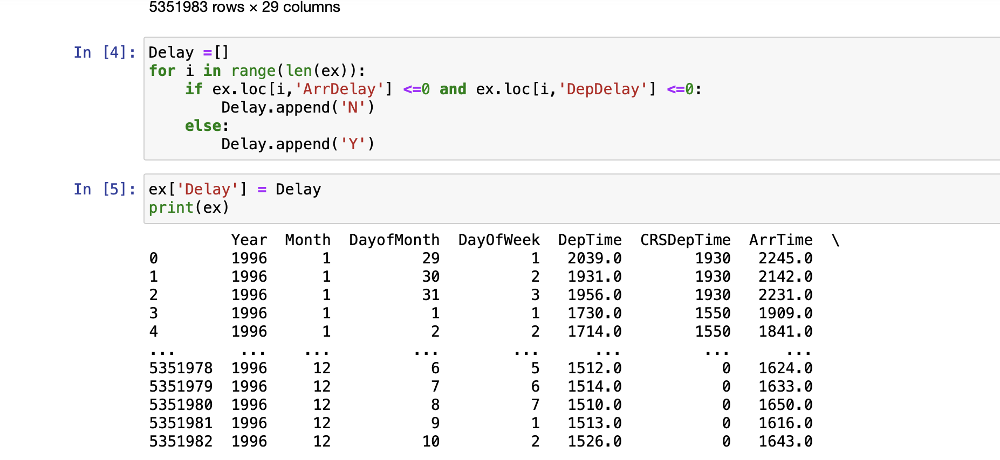 5351983 rows × 29 columns
In [4]: Delay =[]
for i in range(len(ex)):
    if ex.loc[i,'ArrDelay'] <=0 and ex.loc[i,'DepDelay'] <=0:
        Delay.append('N')
    else:
        Delay.append('Y')
In [5]: ex['Delay'] = Delay
print(ex)
Year Month DayofMonth DayOfWeek DepTime CRSDepTime ArrTime \
0 1996 1 29 1 2039.0 1930 2245.0
1 1996 1 30 2 1931.0 1930 2142.0
2 1996 1 31 3 1956.0 1930 2231.0
3 1996 1 1 1 1730.0 1550 1909.0
4 1996 1 2 2 1714.0 1550 1841.0
... ... ... ... ... ... ... ...
5351978 1996 12 6 5 1512.0 0 1624.0
5351979 1996 12 7 6 1514.0 0 1633.0
5351980 1996 12 8 7 1510.0 0 1650.0
5351981 1996 12 9 1 1513.0 0 1616.0
5351982 1996 12 10 2 1526.0 0 1643.0